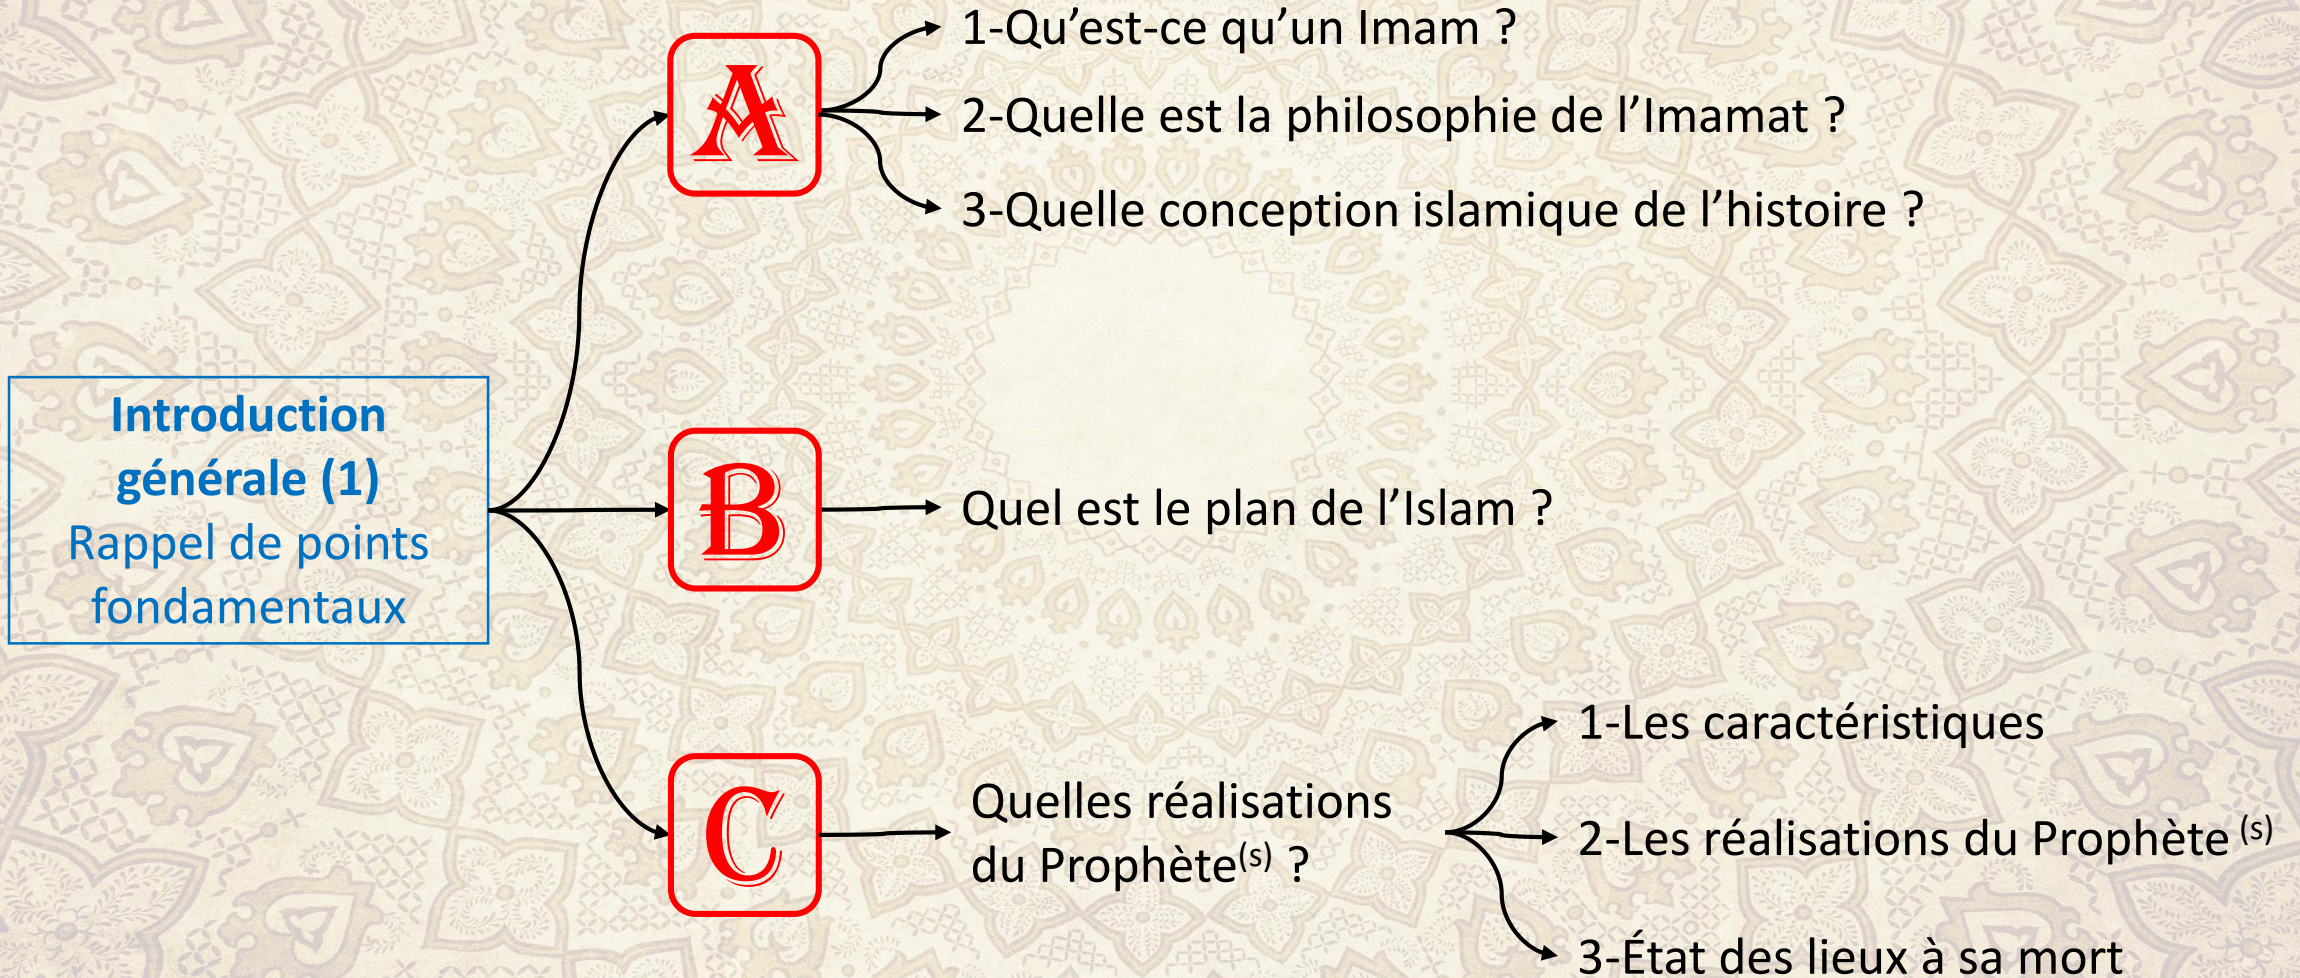 Introduction
générale (1)
Rappel de points
fondamentaux
A
1-Qu’est-ce qu’un Imam ?
2-Quelle est la philosophie de l’Imamat ?
3-Quelle conception islamique de l’histoire ?
B
Quel est le plan de l’Islam ?
C
Quelles réalisations
du Prophète(s) ?
1-Les caractéristiques
2-Les réalisations du Prophète (s)
3-État des lieux à sa mort